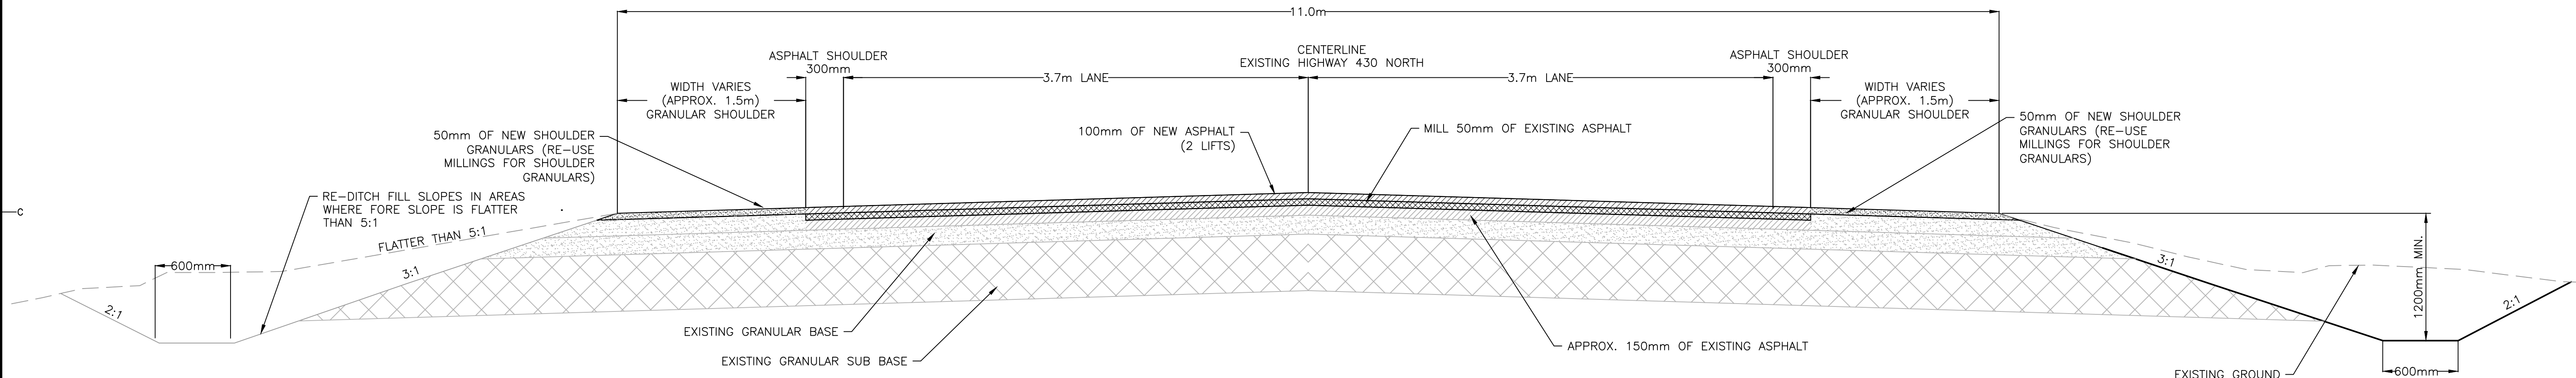 11.0m
ASPHALT SHOULDER
300mm
CENTERLINE
EXISTING HIGHWAY 430 NORTH
ASPHALT SHOULDER
300mm
3.7m LANE
3.7m LANE
WIDTH VARIES
(APPROX. 1.5m)
GRANULAR SHOULDER
WIDTH VARIES
(APPROX. 1.5m)
GRANULAR SHOULDER
50mm OF NEW SHOULDER
GRANULARS (RE-USE
MILLINGS FOR SHOULDER
GRANULARS)
100mm OF NEW ASPHALT
(2 LIFTS)
MILL 50mm OF EXISTING ASPHALT
50mm OF NEW SHOULDER
GRANULARS (RE-USE
MILLINGS FOR SHOULDER
GRANULARS)
RE-DITCH FILL SLOPES IN AREAS
WHERE FORE SLOPE IS FLATTER
THAN 5:1
C
FLATTER THAN 5:1
600mm
3:1
2:1
3:1
1200mm MIN.
2:1
EXISTING GRANULAR BASE
EXISTING GRANULAR SUB BASE
APPROX. 150mm OF EXISTING ASPHALT
EXISTING GROUND
600mm